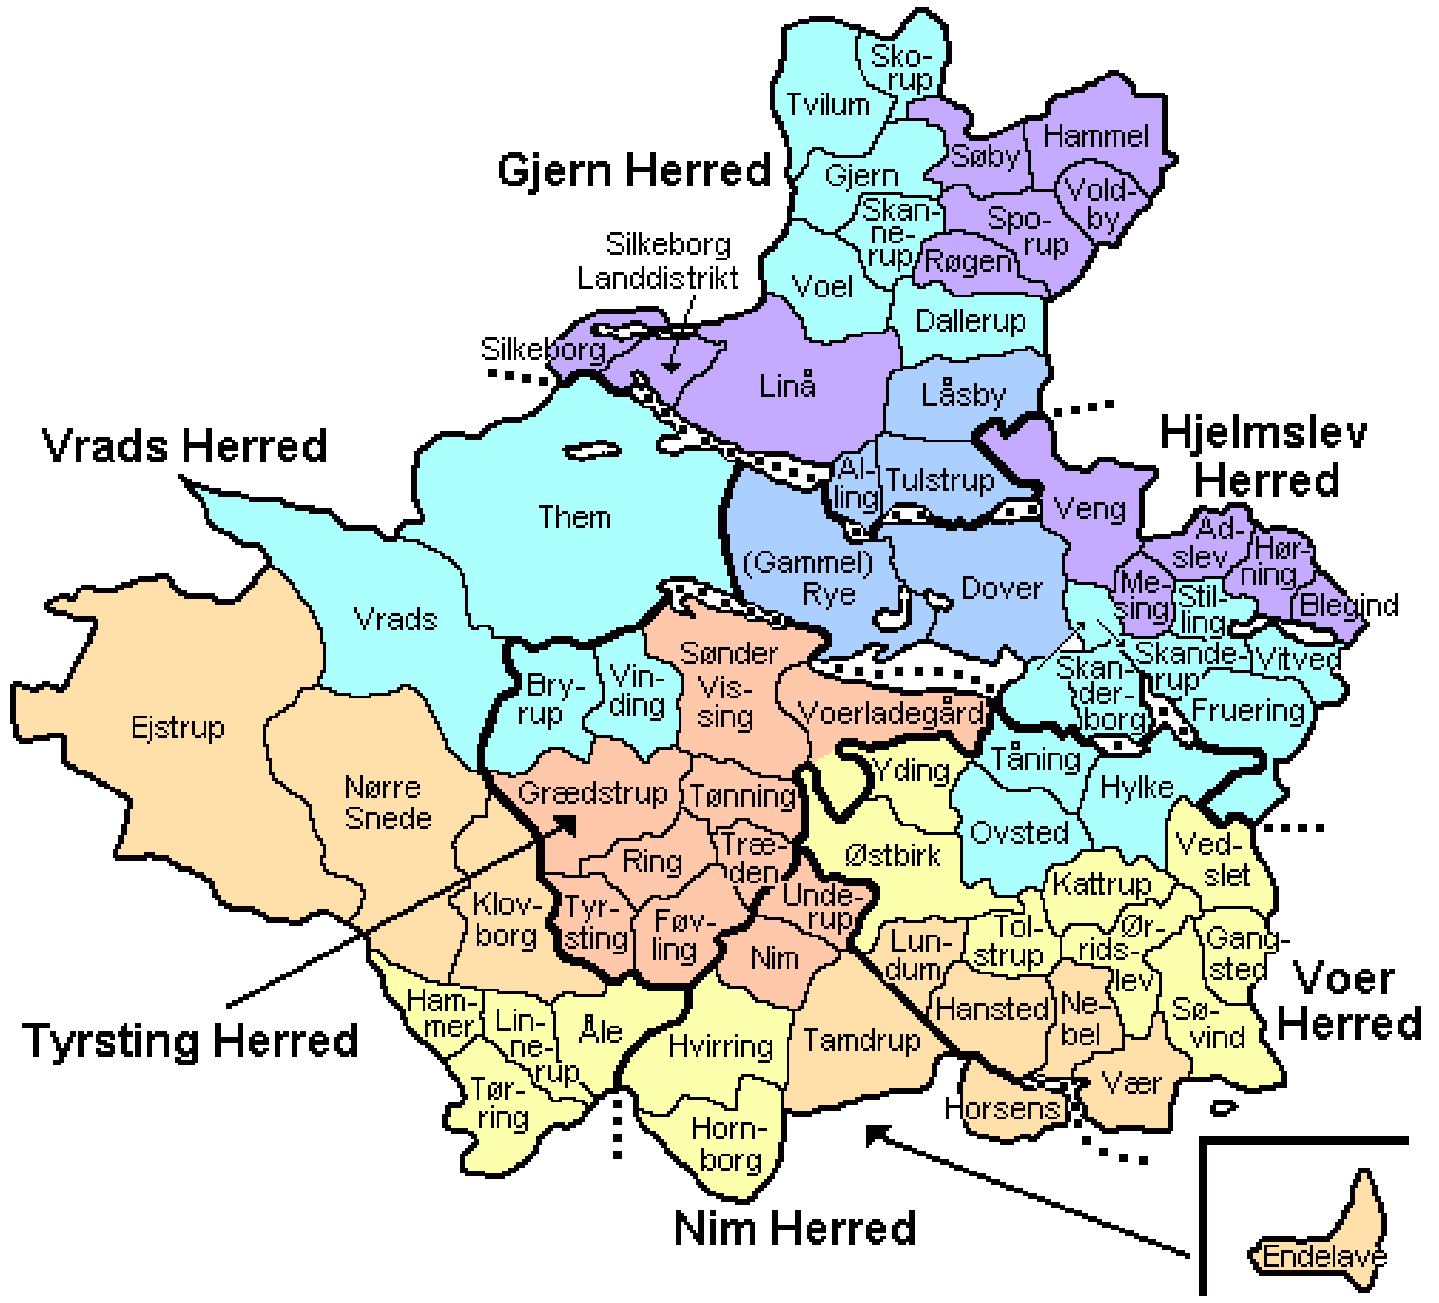 Sko-
rup
Tvilum
Hammel
Søby
Gjern Herred
Gjern
Vold-
by
Skan-
ne-
rup
Spo-
rup
Røgen
Silkeborg
Landdistrikt
Voel
Dallerup
Silkeborg
Linå
Låsby
Hjelmslev
Herred
Vrads Herred
Al-
ling
Tulstrup
Veng
Them
Ad-
slev
Hør-
ning
(Gammel)
Rye
Dover
Me-
sing
Stil-
ling
Blegind
Vrads
Sønder
Vis-
sing
Skande-
rup
Vitved
Skan-
der-
borg
Bry-
rup
Vin-
ding
Voerladegård
Fruering
Ejstrup
Tåning
Yding
Hylke
Nørre
Snede
Grædstrup
Tønning
Ovsted
Ved-
slet
Ring
Træ-
den
Østbirk
Kattrup
Unde-
rup
Klov-
borg
Tyr-
sting
Føv-
ling
Nim
Lun-
dum
Tol-
strup
Ør-
rids-
lev
Gang-
sted
Voer
Herred
Ham-
mer
Lin-
ne-
rup
Åle
Hansted
Ne-
bel
Sø-
vind
Tyrsting Herred
Hvirring
Tamdrup
Tør-
ring
Vær
Horsens
Horn-
borg
Nim Herred
Endelave